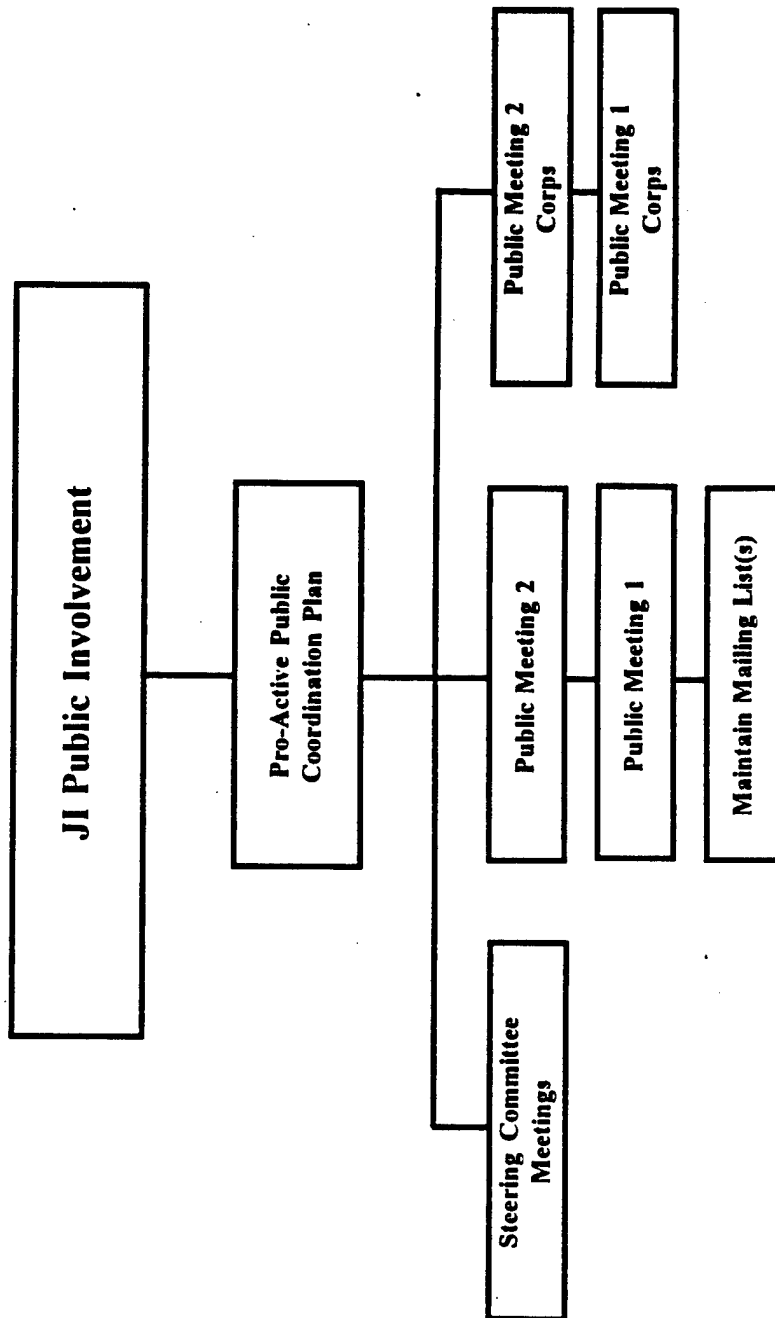 JI Public Involvement
Pro-Active Public
Coordination Plan
Steering Committee
Meetings
Public Meeting 2
Public Meeting 1
Maintain Mailing List(s)
Public Meeting 2
Corps
Public Meeting 1
Corps